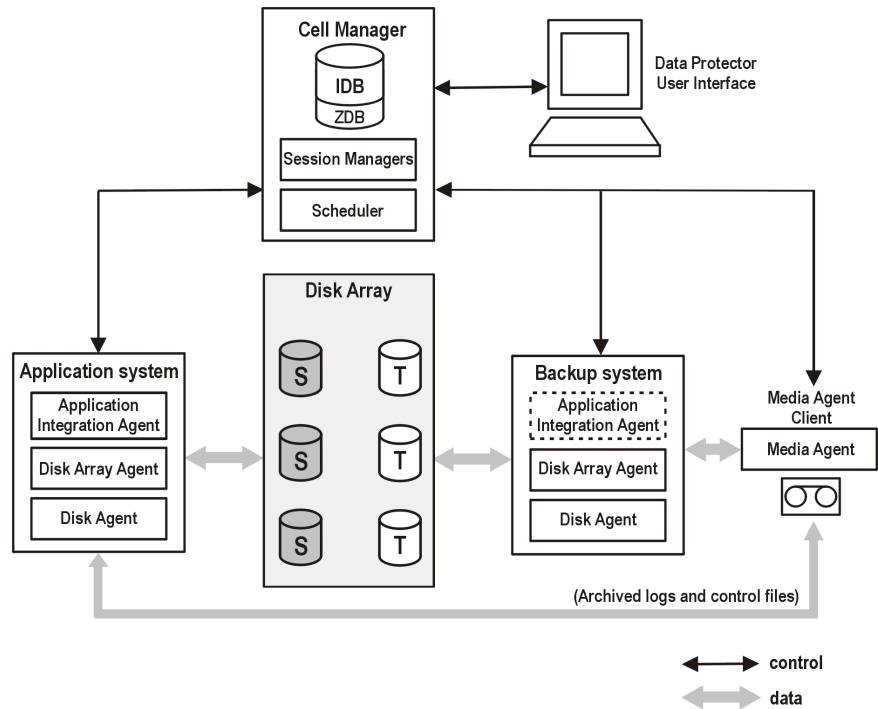 Cell Manager
IDB
ZDB
Session Managers
Scheduler
Data Protector
User Interface
Disk Array
S
T
S
T
S
T
Application system
Application
Integration Agent
Disk Array Agent
Disk Agent
Backup system
Application
Integration Agent
Disk Array Agent
Disk Agent
Media Agent
Client
Media Agent
(Archived logs and control files)
control
data